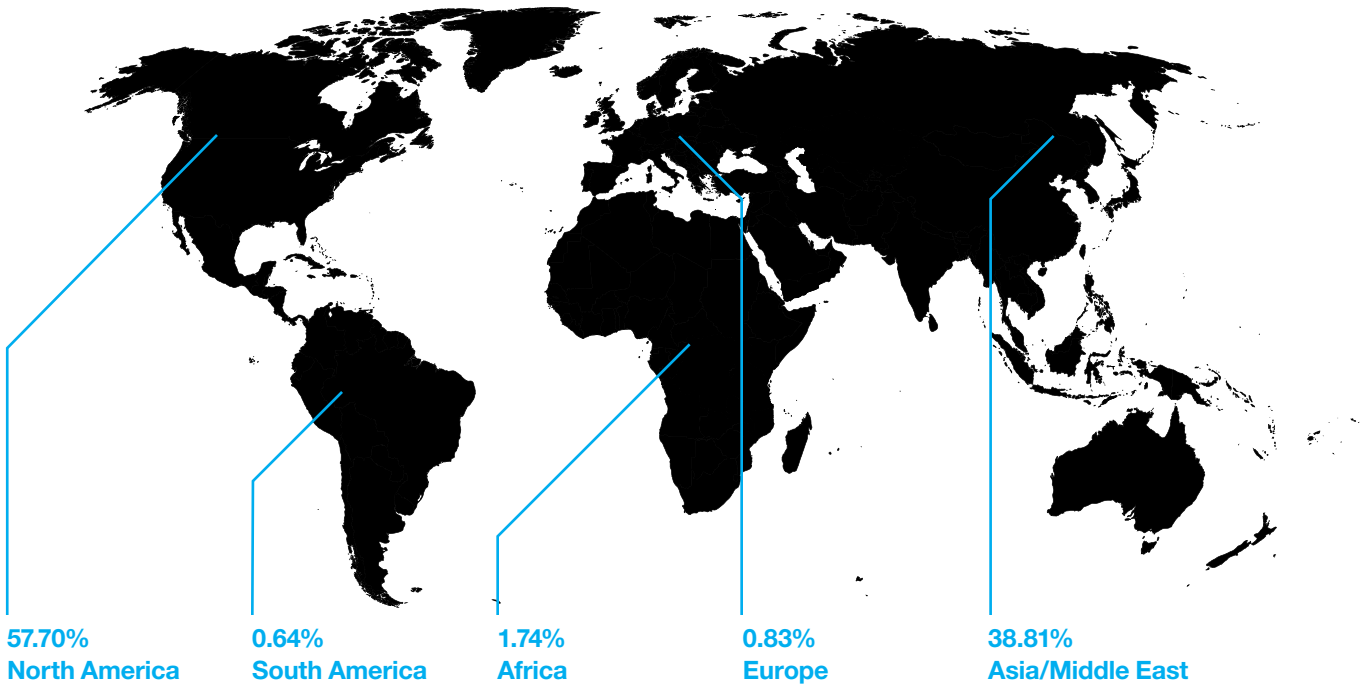 57.70%
North America
0.64%
South America
1.74%
Africa
0.83%
Europe
38.81%
Asia/Middle East